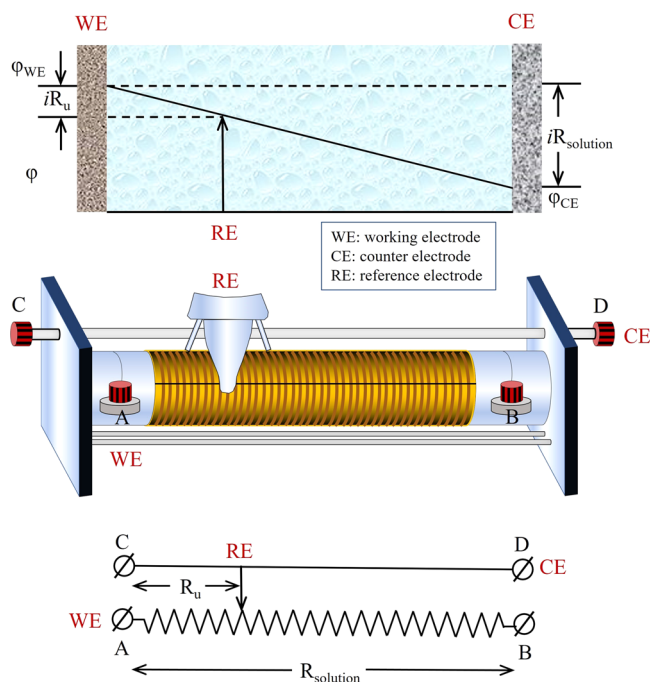 WE
CE
φWE
iRu
φ
iRsolution
φCE
RE
WE: working electrode
CE: counter electrode
RE: reference electrode
C
RE
D
CE
A
B
WE
C
RE
D
CE
Ru
WE
A
B
Rsolution